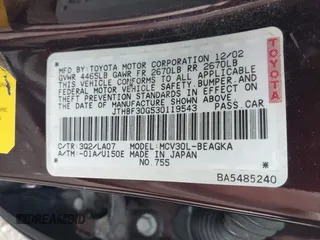 MFD BY: TOYOTA MOTOR CORPORATION 12/02
GVWR 4465LB GAWR FR 2670LB RR 2670LB
THIS VEHICLE CONFORMS TO ALL APPLICABLE
FEDERAL MOTOR VEHICLE SAFETY, BUMPER, AND
THEFT PREVENTION STANDARDS IN EFFECT ON
THE DATE OF MANUFACTURE SHOWN ABOVE.
JTHBF30G530119543
PASSENGER CAR
C/TR: 3Q2/LA07 MODEL: MCV30L-BEAGKA
A/TM: -01A/U150E MADE IN JAPAN
NO.755
BA5485240
TOYOTA